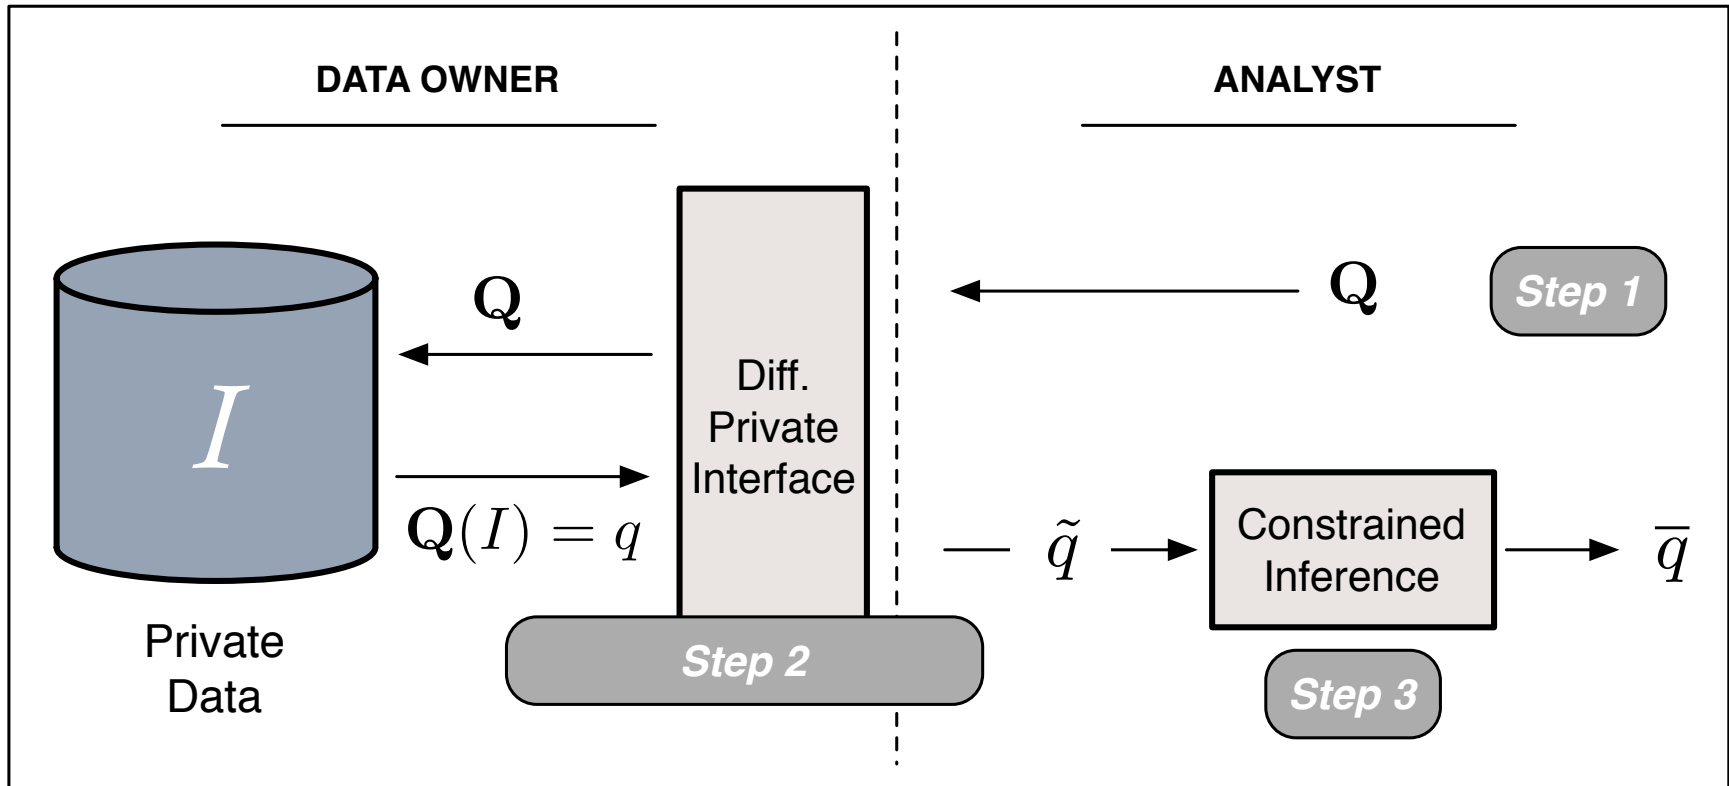 DATA OWNER
ANALYST
Q
Q
Step 1
I
Diff.
Private
Interface
Q(I) = q
q̃
Constrained
Inference
q̅
Private
Data
Step 2
Step 3